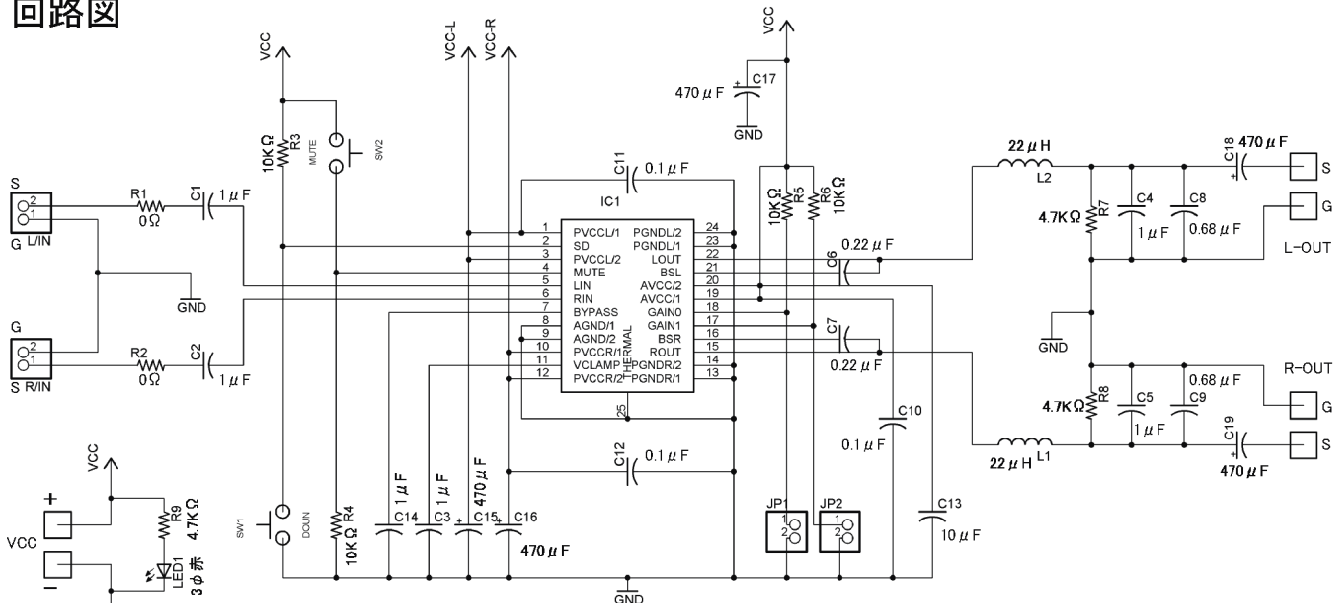 回路図
VCC
VCC-L
VCC-R
VCC
C17
470μF
GND
10KΩ
R3
MUTE
SW2
C11
0.1μF
IC1
10KΩ
R5
R6
10KΩ
22μH
L2
C18
470μF
S
G
L-OUT
S
2
1
G L/IN
R1
0Ω
C1
1μF
GND
G
2
1
S R/IN
R2
0Ω
C2
1μF
1 PVCCL/1 PGNDL/2 24
2 SD PGNDL/1 23
3 PVCCL/2 LOUT 22
4 MUTE BSL 21
5 LIN AVCC/2 20
6 RIN AVCC/1 19
7 BYPASS GAIN0 18
8 AGND/1 GAIN1 17
9 AGND/2 BSR 16
10 PVCCR/1 ROUT 15
11 VCLAMP PGNDR/2 14
12 PVCCR/2 PGNDR/1 13
THERMAL
25
0.22μF
C6
C7
0.22μF
R7
4.7KΩ
C4
1μF
C8
0.68μF
GND
R-OUT
4.7KΩ
R8
C5
1μF
0.68μF
C9
G
C19
470μF
S
22μH L1
C10
0.1μF
C12
0.1μF
C13
10μF
JP1
1
2
JP2
1
2
VCC
+
VCC
−
R9
4.7KΩ
LED1
3φ赤
SW1
DOUN
R4
10KΩ
C14
1μF
C3
1μF
C15
470μF
C16
470μF
GND